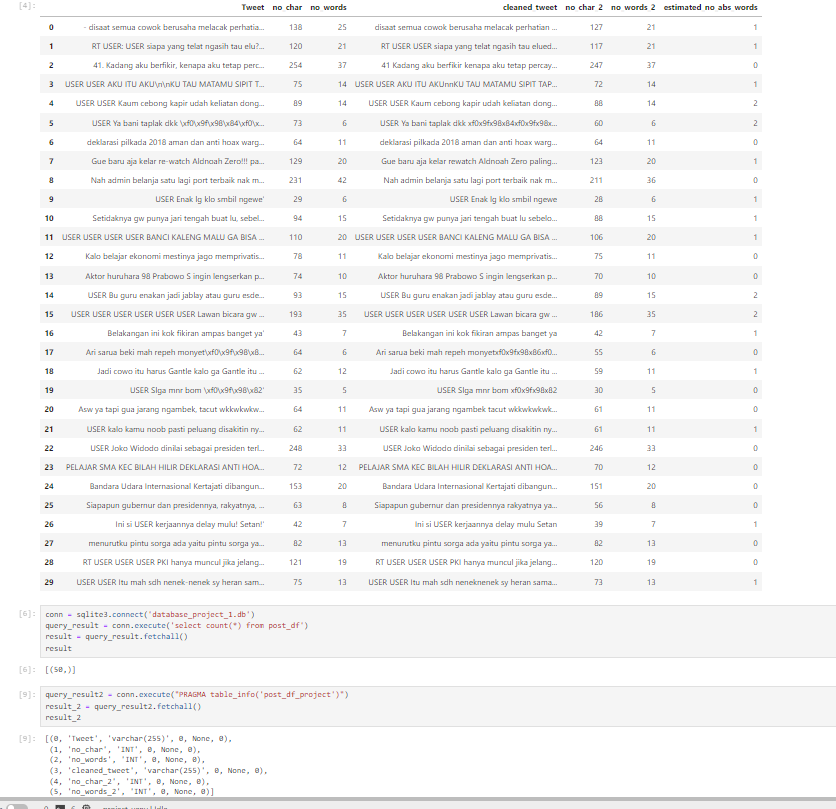 [4]:
Tweet no char no words cleaned tweet no char 2 no words 2 estimated no abs words
0 - disaat semua cowok berusaha melacak perhatia... 138 25 disaat semua cowok berusaha melacak perhatian ... 127 21 1
1 RT USER: USER siapa yang telat ngasih tau elu?... 120 21 RT USER USER siapa yang telat ngasih tau elued... 117 21 1
2 41. Kadang aku berfikir, kenapa aku tetap perc... 254 37 41 Kadang aku berfikir kenapa aku tetap percay... 247 37 0
3 USER USER AKU ITU AKU\n\nKU TAU MATAMU SIPIT T... 75 14 USER USER AKU ITU AKUnnKU TAU MATAMU SIPIT TAP... 72 14 1
4 USER USER Kaum cebong kapir udah keliatan dong... 89 14 USER USER Kaum cebong kapir udah keliatan dong... 88 14 2
5 USER Ya bani taplak dkk \xf0\x9f\x98\x84\xf0\x... 73 6 USER Ya bani taplak dkk xf0x9fx98x84xf0x9fx98x... 60 6 2
6 deklarasi pilkada 2018 aman dan anti hoax warg... 64 11 deklarasi pilkada 2018 aman dan anti hoax warg... 64 11 0
7 Gue baru aja kelar re-watch Aldnoah Zero!!! pa... 129 20 Gue baru aja kelar rewatch Aldnoah Zero paling... 123 20 1
8 Nah admin belanja satu lagi port terbaik nak m... 231 42 Nah admin belanja satu lagi port terbaik nak m... 211 36 0
9 USER Enak lg klo smbil ngewe' 29 6 USER Enak lg klo smbil ngewe 28 6 1
10 Setidaknya gw punya jari tengah buat lu, sebel... 94 15 Setidaknya gw punya jari tengah buat lu sebelo... 88 15 1
11 USER USER USER USER BANCI KALENG MALU GA BISA ... 110 20 USER USER USER USER BANCI KALENG MALU GA BISA ... 106 20 1
12 Kalo belajar ekonomi mestinya jago memprivatis... 78 11 Kalo belajar ekonomi mestinya jago memprivatis... 75 11 0
13 Aktor huruhara 98 Prabowo S ingin lengserkan p... 74 10 Aktor huruhara 98 Prabowo S ingin lengserkan p... 70 10 0
14 USER Bu guru enakan jadi jablay atau guru esde... 93 15 USER Bu guru enakan jadi jablay atau guru esde... 89 15 2
15 USER USER USER USER USER USER USER Lawan bicara gw ... 193 35 USER USER USER USER USER USER USER Lawan bicara gw ... 186 35 2
16 Belakangan ini kok fikiran ampas banget ya' 43 7 Belakangan ini kok fikiran ampas banget ya 42 7 1
17 Ari sarua beki mah repeh monyet\xf0\x9f\x98\x8... 64 6 Ari sarua beki mah repeh monyetxf0x9fx98x86xf0... 55 6 0
18 Jadi cowo itu harus Gantle kalo ga Gantle itu ... 62 12 Jadi cowo itu harus Gantle kalo ga Gantle itu ... 59 11 1
19 USER Slga mnr bom \xf0\x9f\x98\x82' 35 5 USER Slga mnr bom xf0x9fx98x82 30 5 0
20 Asw ya tapi gua jarang ngambek, tacut wkkwkwkw... 64 11 Asw ya tapi gua jarang ngambek tacut wkkwkwkwk... 61 11 0
21 USER kalo kamu noob pasti peluang disakitin ny... 62 11 USER kalo kamu noob pasti peluang disakitin ny... 61 11 1
22 USER Joko Widodo dinilai sebagai presiden terl... 248 33 USER Joko Widodo dinilai sebagai presiden terl... 246 33 0
23 PELAJAR SMA KEC BILAH HILIR DEKLARASI ANTI HOA... 72 12 PELAJAR SMA KEC BILAH HILIR DEKLARASI ANTI HOA... 70 12 0
24 Bandara Udara Internasional Kertajati dibangun... 153 20 Bandara Udara Internasional Kertajati dibangun... 151 20 0
25 Siapapun gubernur dan presidennya, rakyatnya, ... 63 8 Siapapun gubernur dan presidennya rakyatnya ya... 56 8 0
26 Ini si USER kerjaannya delay mulu! Setan!' 42 7 Ini si USER kerjaannya delay mulu Setan 39 7 1
27 menurutku pintu sorga ada yaitu pintu sorga ya... 82 13 menurutku pintu sorga ada yaitu pintu sorga ya... 82 13 0
28 RT USER USER USER PKI hanya muncul jika jelang... 121 19 RT USER USER USER PKI hanya muncul jika jelang... 120 19 0
29 USER USER Itu mah sdh nenek-nenek sy heran sama... 75 13 USER USER Itu mah sdh neneknenek sy heran sama... 73 13 1
[6]: conn = sqlite3.connect('database_project_1.db')
query_result = conn.execute('select count(*) from post_df')
result = query_result.fetchall()
result
[6]: [(50,)]
[9]: query_result2 = conn.execute("PRAGMA table_info('post_df_project')")
result_2 = query_result2.fetchall()
result_2
[9]: [(0, 'Tweet', 'varchar(255)', 0, None, 0),
(1, 'no_char', 'INT', 0, None, 0),
(2, 'no_words', 'INT', 0, None, 0),
(3, 'cleaned_tweet', 'varchar(255)', 0, None, 0),
(4, 'no_char_2', 'INT', 0, None, 0),
(5, 'no_words_2', 'INT', 0, None, 0)]